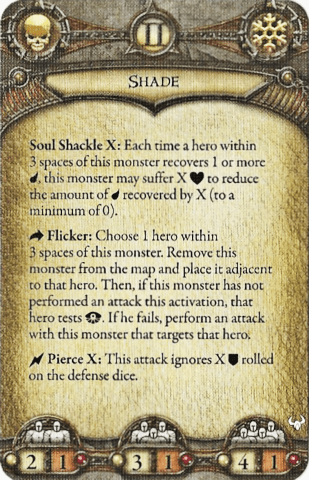 II
SHADE
Soul Shackle X: Each time a hero within
3 spaces of this monster recovers 1 or more
, this monster may suffer X to reduce
the amount of recovered by X (to a
minimum of 0).
Flicker: Choose 1 hero within
3 spaces of this monster. Remove this
monster from the map and place it adjacent
to that hero. Then, if this monster has not
performed an attack this activation, that
hero tests . If he fails, perform an attack
with this monster that targets that hero.
Pierce X: This attack ignores X rolled
on the defense dice.
2 1 3 1 4 1